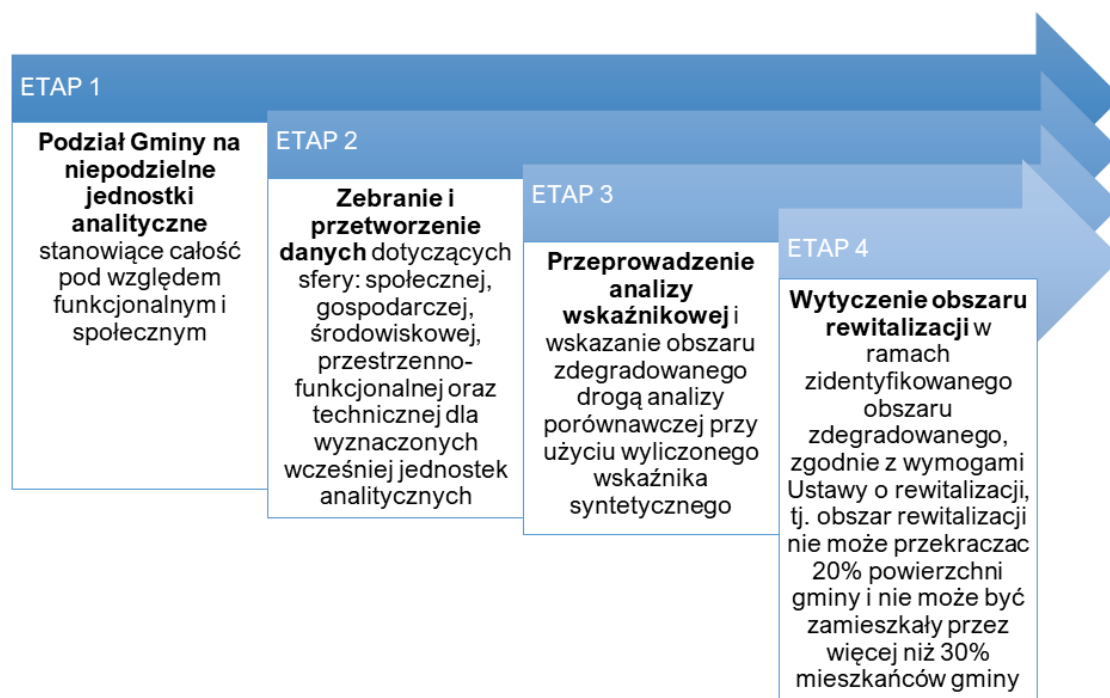 ETAP 1
Podział Gminy na
niepodzielne
jednostki
analityczne
stanowiące całość
pod względem
funkcjonalnym i
społecznym
ETAP 2
Zebranie i
przetworzenie
danych dotyczących
sfery: społecznej,
gospodarczej,
środowiskowej,
przestrzenno-
funkcjonalnej oraz
technicznej dla
wyznaczonych
wcześniej jednostek
analitycznych
ETAP 3
Przeprowadzenie
analizy
wskaźnikowej i
wskazanie obszaru
zdegradowanego
drogą analizy
porównawczej przy
użyciu wyliczonego
wskaźnika
syntetycznego
ETAP 4
Wytyczenie obszaru
rewitalizacji w
ramach
zidentyfikowanego
obszaru
zdegradowanego,
zgodnie z wymogami
Ustawy o rewitalizacji,
tj. obszar rewitalizacji
nie może przekraczac
20% powierzchni
gminy i nie może być
zamieszkały przez
więcej niż 30%
mieszkańców gminy